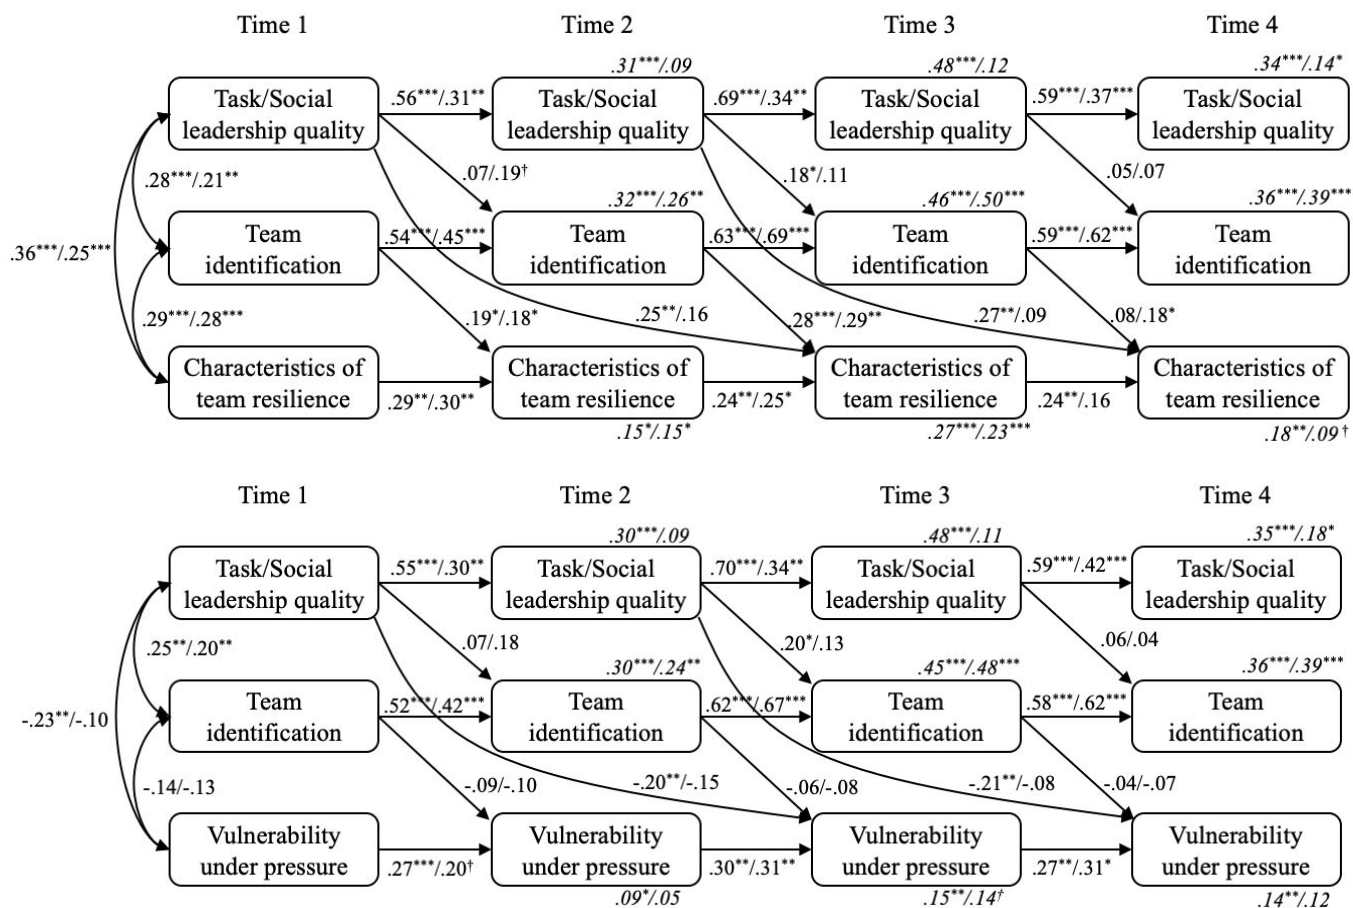 Time 1 Time 2 Time 3 Time 4
.31***/.09 .48***/.12 .34***/.14*
Task/Social .56***/.31** Task/Social .69***/.34** Task/Social .59***/.37*** Task/Social
leadership quality leadership quality leadership quality leadership quality
.28***/.21** .07/.19† .18*/.11 .05/.07
.32***/.26** .46***/.50*** .36***/.39***
Team .54***/.45*** Team .63***/.69*** Team .59***/.62*** Team
identification identification identification identification
.36***/.25***
.29***/.28*** .19*/.18* .25**/.16 .28***/.29** .27**/.09 .08/.18*
Characteristics of Characteristics of Characteristics of Characteristics of
team resilience .29**/.30** team resilience .24**/.25* team resilience .24**/.16 team resilience
.15*/.15* .27***/.23*** .18**/.09†
Time 1 Time 2 Time 3 Time 4
.30***/.09 .48***/.11 .35***/.18*
Task/Social .55***/.30** Task/Social .70***/.34** Task/Social .59***/.42*** Task/Social
leadership quality leadership quality leadership quality leadership quality
.25**/.20** .07/.18 .20*/.13 .06/.04
.30***/.24** .45***/.48*** .36***/.39***
Team .52***/.42*** Team .62***/.67*** Team .58***/.62*** Team
identification identification identification identification
-.23**/-.10
-.14/-.13 -.09/-.10 -.20**/-.15 -.06/-.08 -.21**/-.08 -.04/-.07
Vulnerability Vulnerability Vulnerability Vulnerability
under pressure .27***/.20† under pressure .30**/.31** under pressure .27**/.31* under pressure
.09*/.05 .15**/.14† .14**/.12